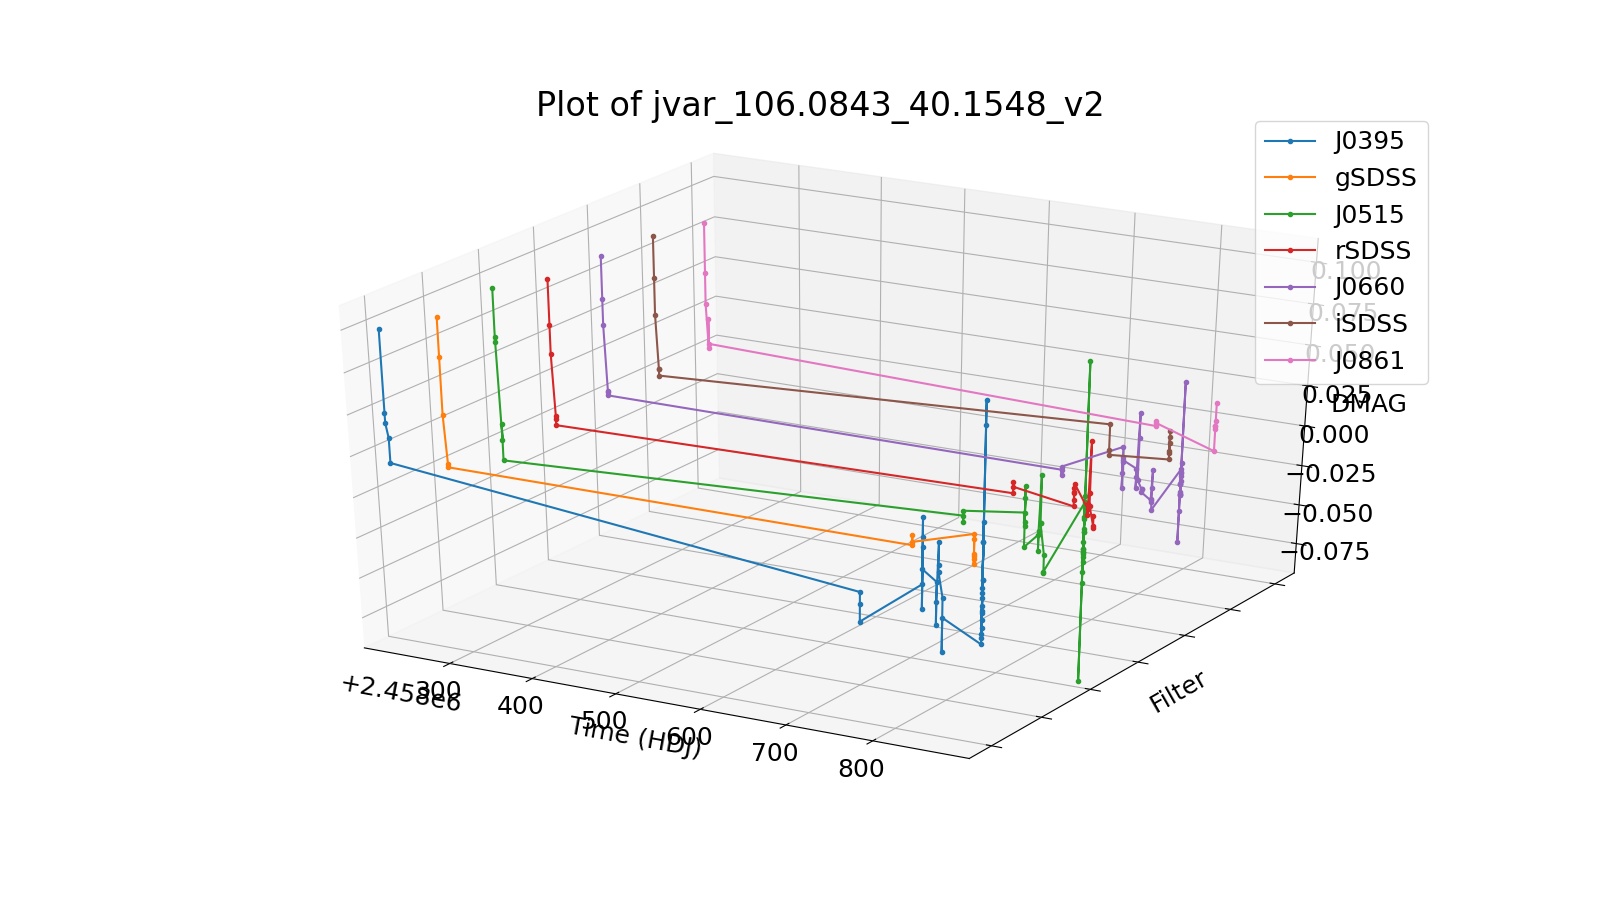 Plot of jvar_106.0843_40.1548_v2
J0395
gSDSS
J0515
rSDSS
J0660
iSDSS
J0861
0.100
0.075
0.050
0.025
DMAG
0.000
−0.025
−0.050
−0.075
Filter
+2.458e6
300
400
500
600
700
800
Time (HDJ)